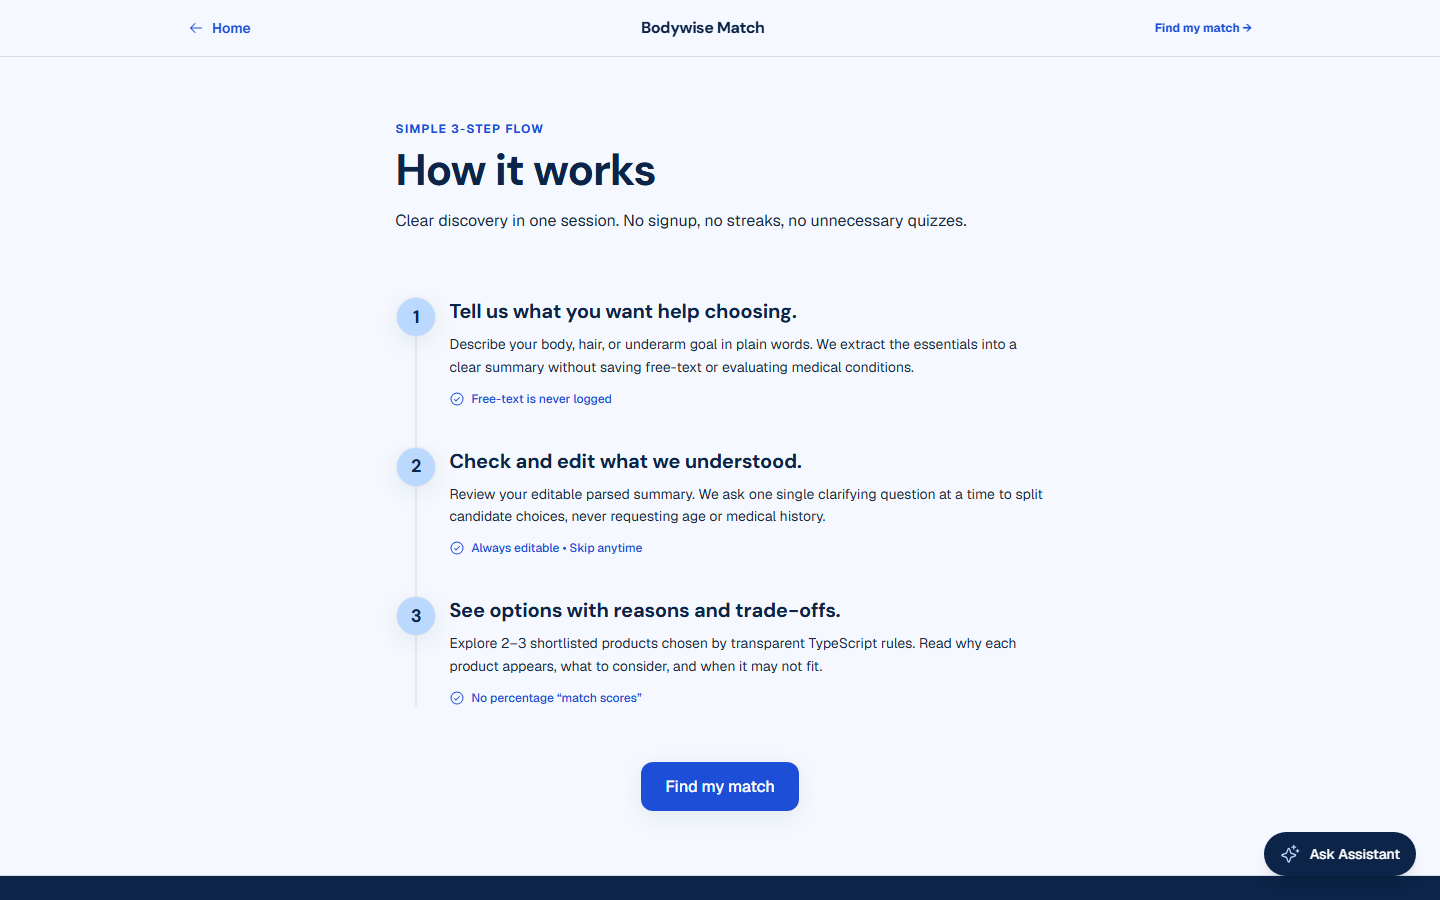 ← Home
Bodywise Match
Find my match →
SIMPLE 3-STEP FLOW
How it works
Clear discovery in one session. No signup, no streaks, no unnecessary quizzes.
1
Tell us what you want help choosing.
Describe your body, hair, or underarm goal in plain words. We extract the essentials into a
clear summary without saving free-text or evaluating medical conditions.
Free-text is never logged
2
Check and edit what we understood.
Review your editable parsed summary. We ask one single clarifying question at a time to split
candidate choices, never requesting age or medical history.
Always editable • Skip anytime
3
See options with reasons and trade-offs.
Explore 2–3 shortlisted products chosen by transparent TypeScript rules. Read why each
product appears, what to consider, and when it may not fit.
No percentage “match scores”
Find my match
Ask Assistant